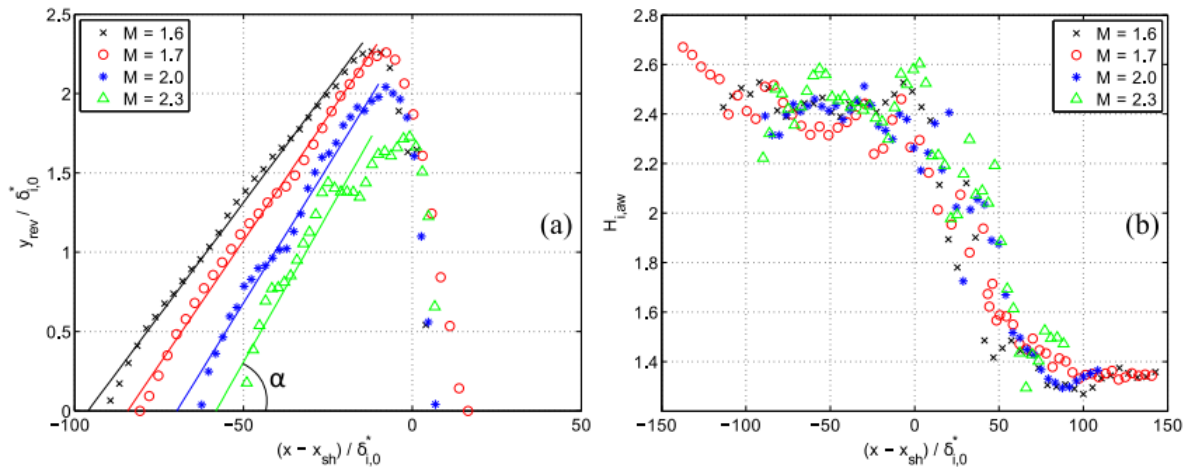 2.5
2
1.5
1
0.5
0
−100
−50
0
50
y_rev / δ*_i,0
(x − x_sh) / δ*_i,0
× M = 1.6
○ M = 1.7
* M = 2.0
△ M = 2.3
(a)
α
2.8
2.6
2.4
2.2
2
1.8
1.6
1.4
−150
−100
−50
0
50
100
150
H_i,aw
(x − x_sh) / δ*_i,0
× M = 1.6
○ M = 1.7
* M = 2.0
△ M = 2.3
(b)